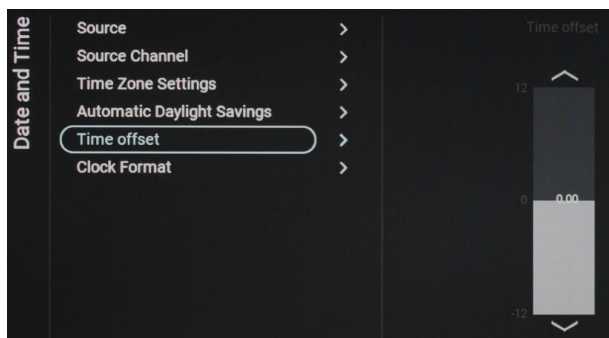 Date and Time
Source
Source Channel
Time Zone Settings
Automatic Daylight Savings
Time offset
Clock Format
Time offset
12
0
0.00
-12